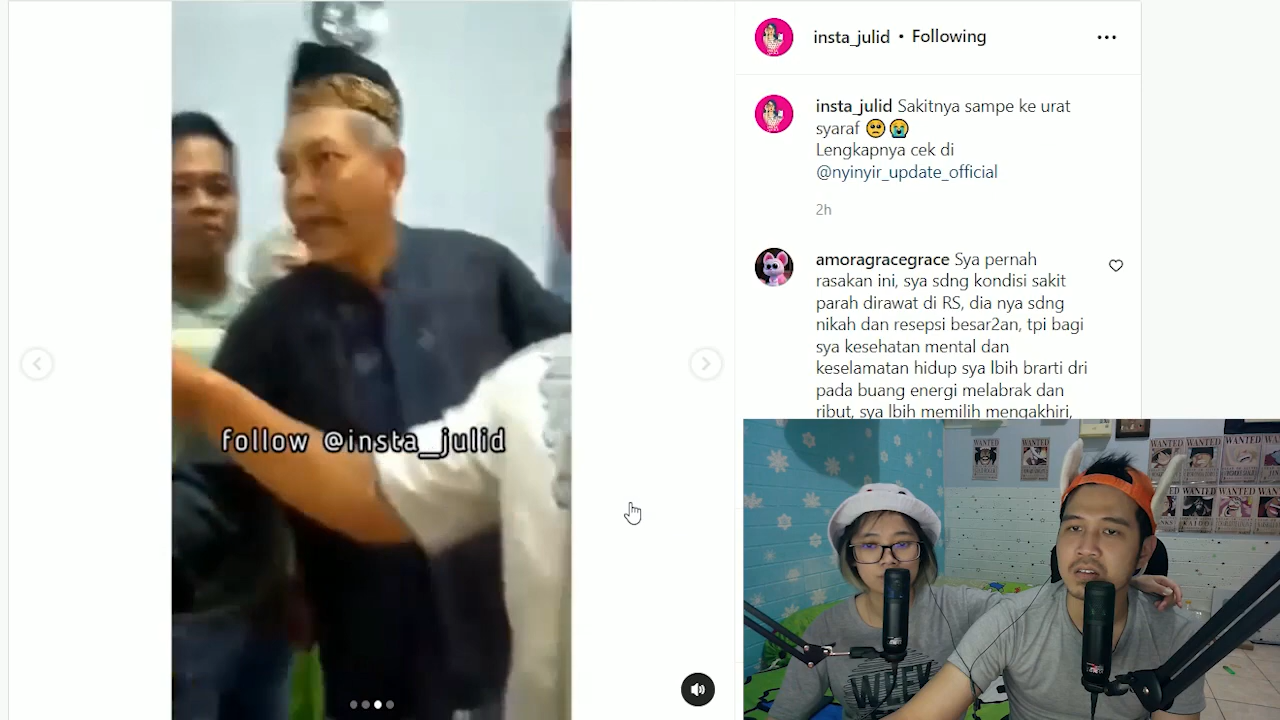 insta_julid • Following
insta_julid Sakitnya sampe ke urat
syaraf 🥺😭
Lengkapnya cek di
@nyinyir_update_official
2h
amoragracegrace Sya pernah
rasakan ini, sya sdng kondisi sakit
parah dirawat di RS, dia nya sdng
nikah dan resepsi besar2an, tpi bagi
sya kesehatan mental dan
keselamatan hidup sya lbih brarti dri
pada buang energi melabrak dan
ribut, sya lbih memilih mengakhiri,
follow @insta_julid
WANTED
WANTED
WANTED
WANTED
WANTED
WANTED